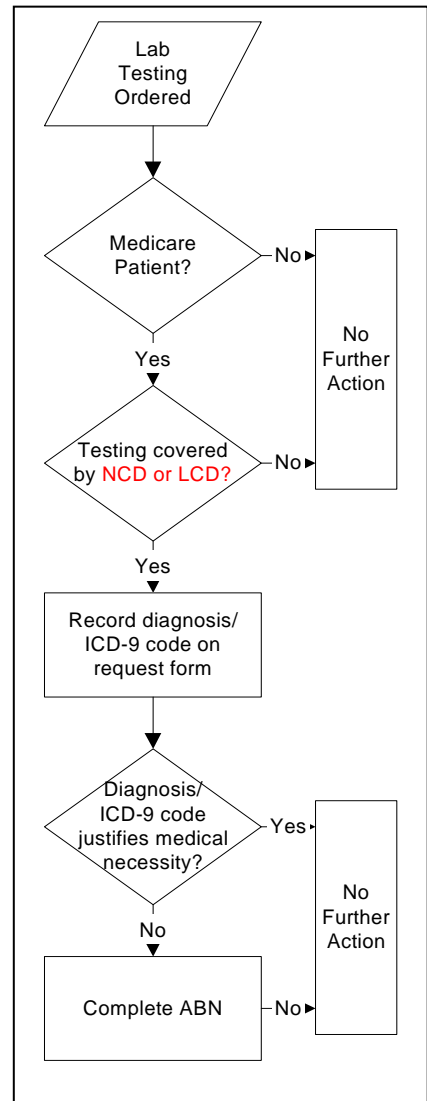 Lab
Testing
Ordered
Medicare
Patient?
No
No
Further
Action
Yes
Testing covered
by NCD or LCD?
No
Yes
Record diagnosis/
ICD-9 code on
request form
Diagnosis/
ICD-9 code
justifies medical
necessity?
Yes
No
Further
Action
No
Complete ABN
No